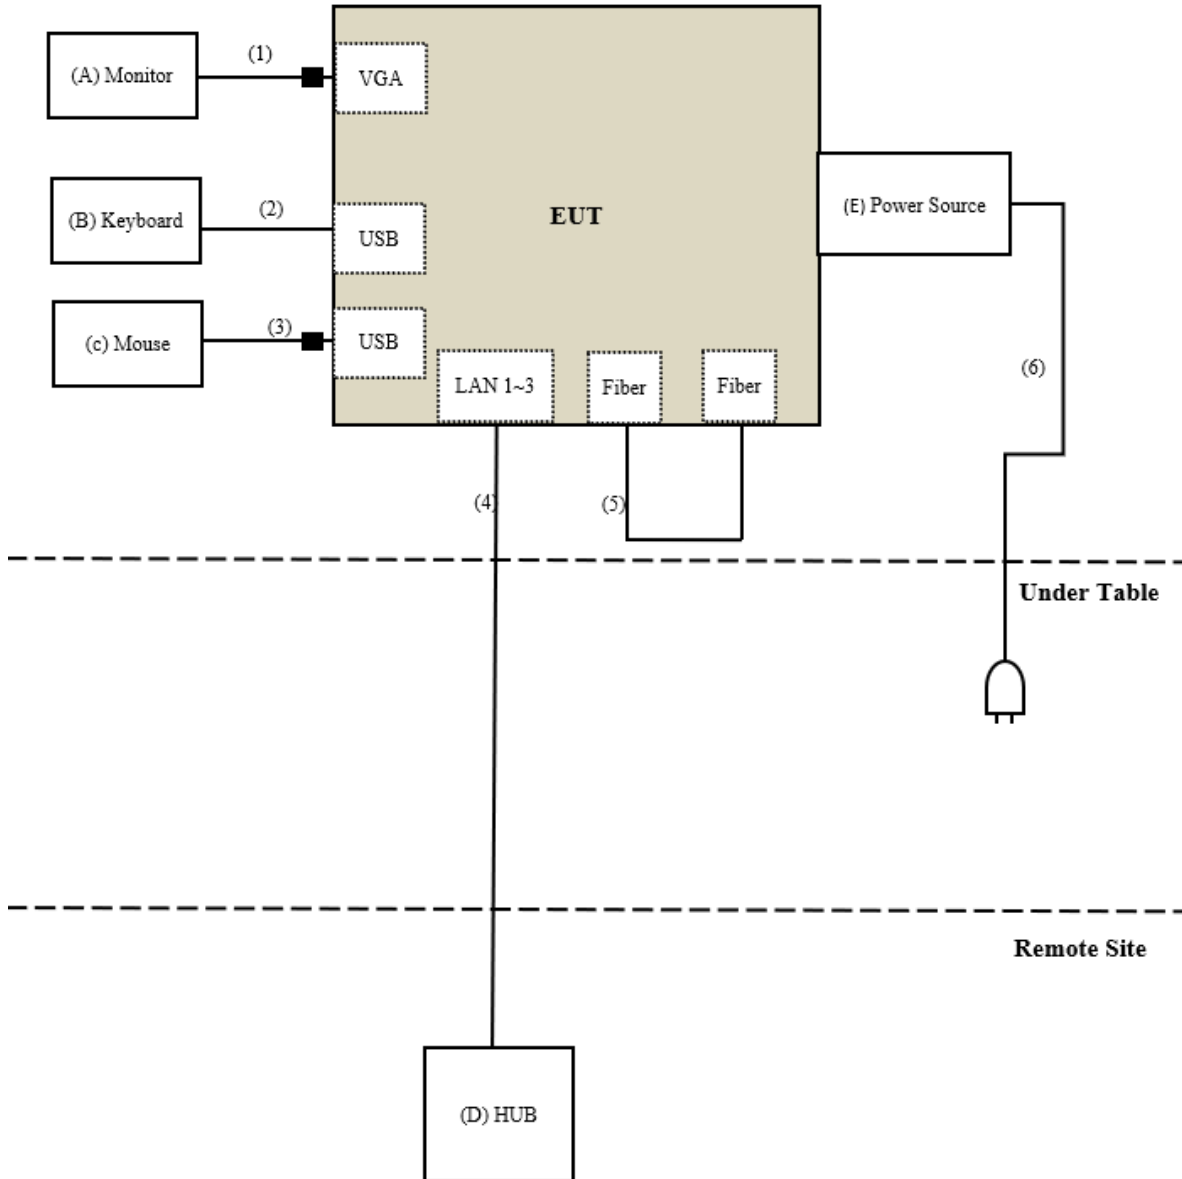 (1)
(A) Monitor
VGA
(2)
(B) Keyboard
USB
EUT
(E) Power Source
(3)
(c) Mouse
USB
LAN 1~3
Fiber
Fiber
(6)
(4)
(5)
Under Table
Remote Site
(D) HUB